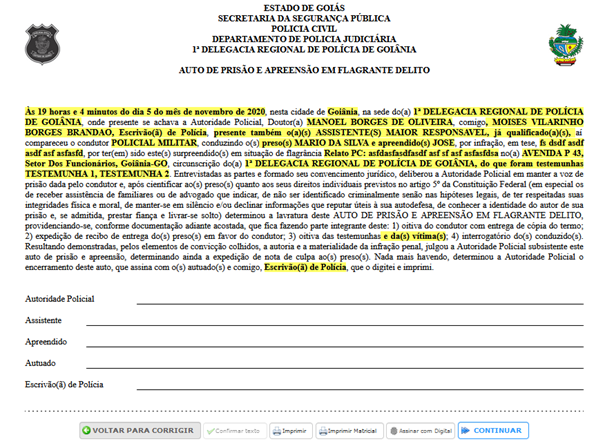 ESTADO DE GOIÁS
SECRETARIA DA SEGURANÇA PÚBLICA
POLICIA CIVIL
DEPARTAMENTO DE POLICIA JUDICIÁRIA
1ª DELEGACIA REGIONAL DE POLÍCIA DE GOIÂNIA
AUTO DE PRISÃO E APREENSÃO EM FLAGRANTE DELITO
Às 19 horas e 4 minutos do dia 5 do mês de novembro de 2020, nesta cidade de Goiânia, na sede do(a) 1ª DELEGACIA REGIONAL DE POLÍCIA
DE GOIÂNIA, onde presente se achava a Autoridade Policial, Doutor(a) MANOEL BORGES DE OLIVEIRA, comigo, MOISES VILARINHO
BORGES BRANDAO, Escrivão(ã) de Polícia, presente também o(a)(s) ASSISTENTE(S) MAIOR RESPONSAVEL, já qualificado(a)(s), aí
compareceu o condutor POLICIAL MILITAR, conduzindo o(s) preso(s) MARIO DA SILVA e apreendido(s) JOSE, por infração, em tese, fs dsdf asdf
asdf asf asfasfd, por ter(em) sido este(s) surpreendido(s) em situação de flagrância Relato PC: asfdasfasdfasdf asf sf asf asfasfdsa no(a) AVENIDA P 43,
Setor Dos Funcionários, Goiânia-GO, circunscrição do(a) 1ª DELEGACIA REGIONAL DE POLÍCIA DE GOIÂNIA, do que foram testemunhas
TESTEMUNHA 1, TESTEMUNHA 2. Entrevistadas as partes e formado seu convencimento jurídico, deliberou a Autoridade Policial em manter a voz de
prisão dada pelo condutor e, após cientificar ao(s) preso(s) quanto aos seus direitos individuais previstos no artigo 5º da Constituição Federal (em especial os
de receber assistência de familiares ou de advogado que indicar, de não ser identificado criminalmente senão nas hipóteses legais, de ter respeitadas suas
integridades física e moral, de manter-se em silêncio e/ou declinar informações que reputar úteis à sua autodefesa, de conhecer a identidade do autor de sua
prisão e, se admitida, prestar fiança e livrar-se solto) determinou a lavratura deste AUTO DE PRISÃO E APREENSÃO EM FLAGRANTE DELITO,
providenciando-se, conforme documentação adiante acostada, que fica fazendo parte integrante deste: 1) oitiva do condutor com entrega de cópia do termo;
2) expedição de recibo de entrega do(s) preso(s) em favor do condutor; 3) oitiva das testemunhas e da(s) vítima(s); 4) interrogatório do(s) conduzido(s).
Resultando demonstradas, pelos elementos de convicção colhidos, a autoria e a materialidade da infração penal, julgou a Autoridade Policial subsistente este
auto de prisão e apreensão, determinando ainda a expedição de nota de culpa ao(s) preso(s). Nada mais havendo, determinou a Autoridade Policial o
encerramento deste auto, que assina com o(s) autuado(s) e comigo, Escrivão(ã) de Polícia, que o digitei e imprimi.
Autoridade Policial
Assistente
Apreendido
Autuado
Escrivão(ã) de Polícia
VOLTAR PARA CORRIGIR Confirmar texto Imprimir Imprimir Matricial Assinar com Digital CONTINUAR